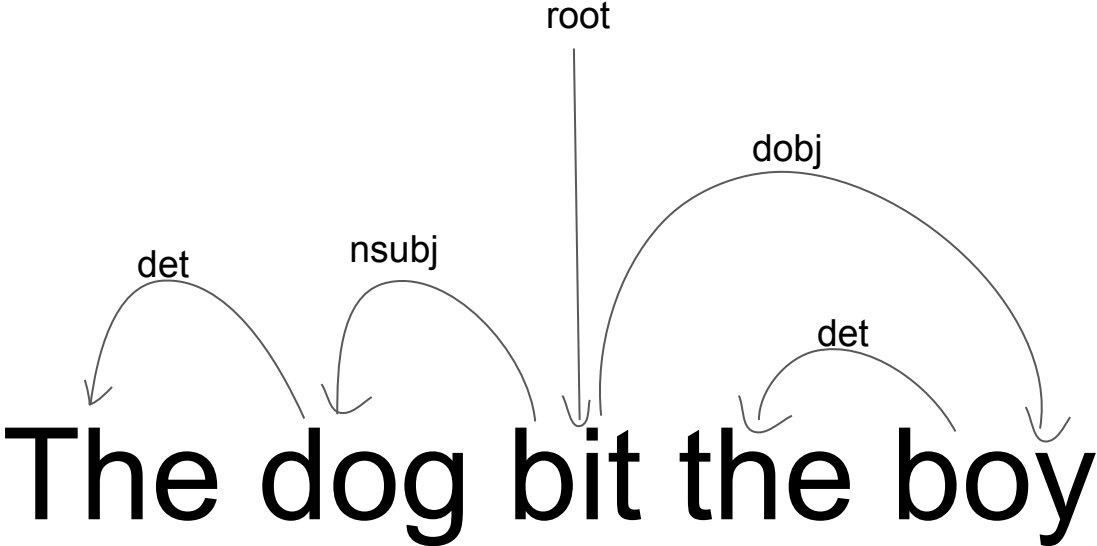 root
dobj
nsubj
det
det
The dog bit the boy